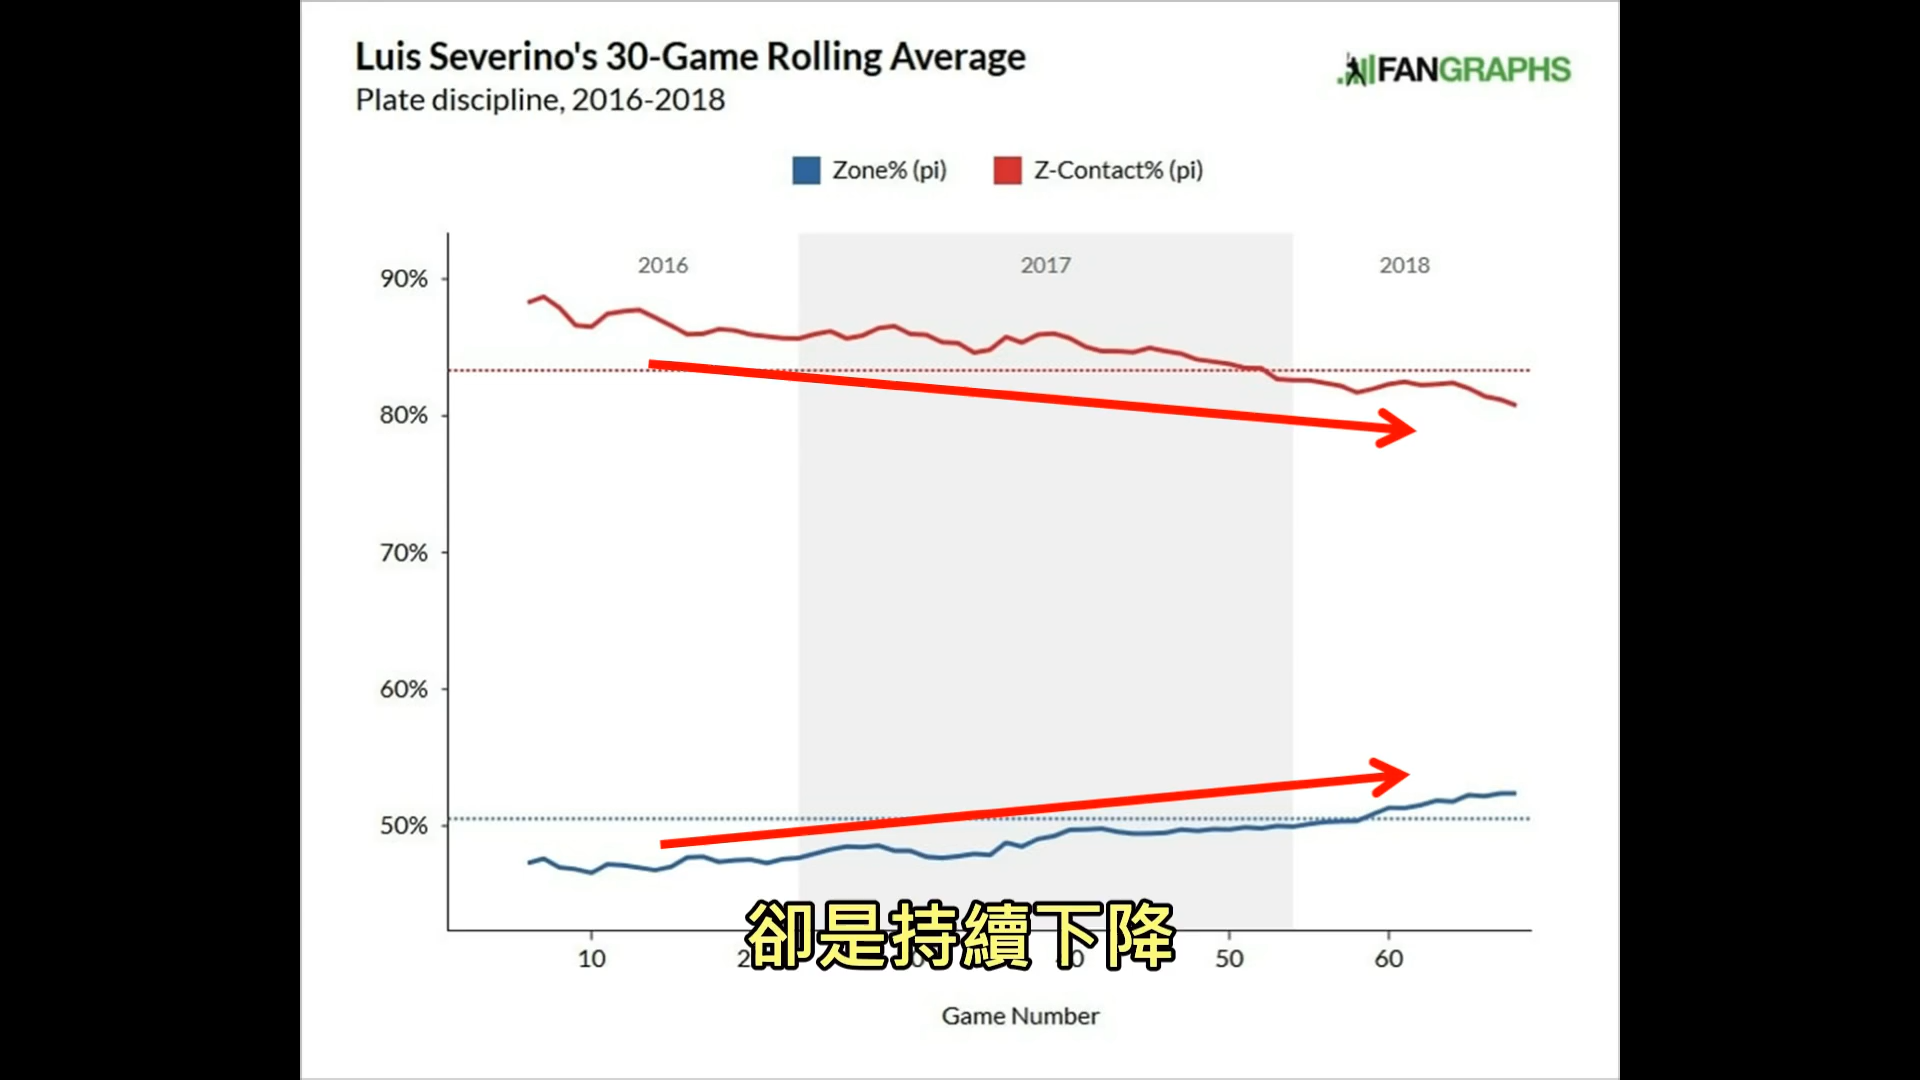 Luis Severino's 30-Game Rolling Average
Plate discipline, 2016-2018
FANGRAPHS
Zone% (pi)
Z-Contact% (pi)
2016
2017
2018
90%
80%
70%
60%
50%
卻是持續下降
10
50
60
Game Number